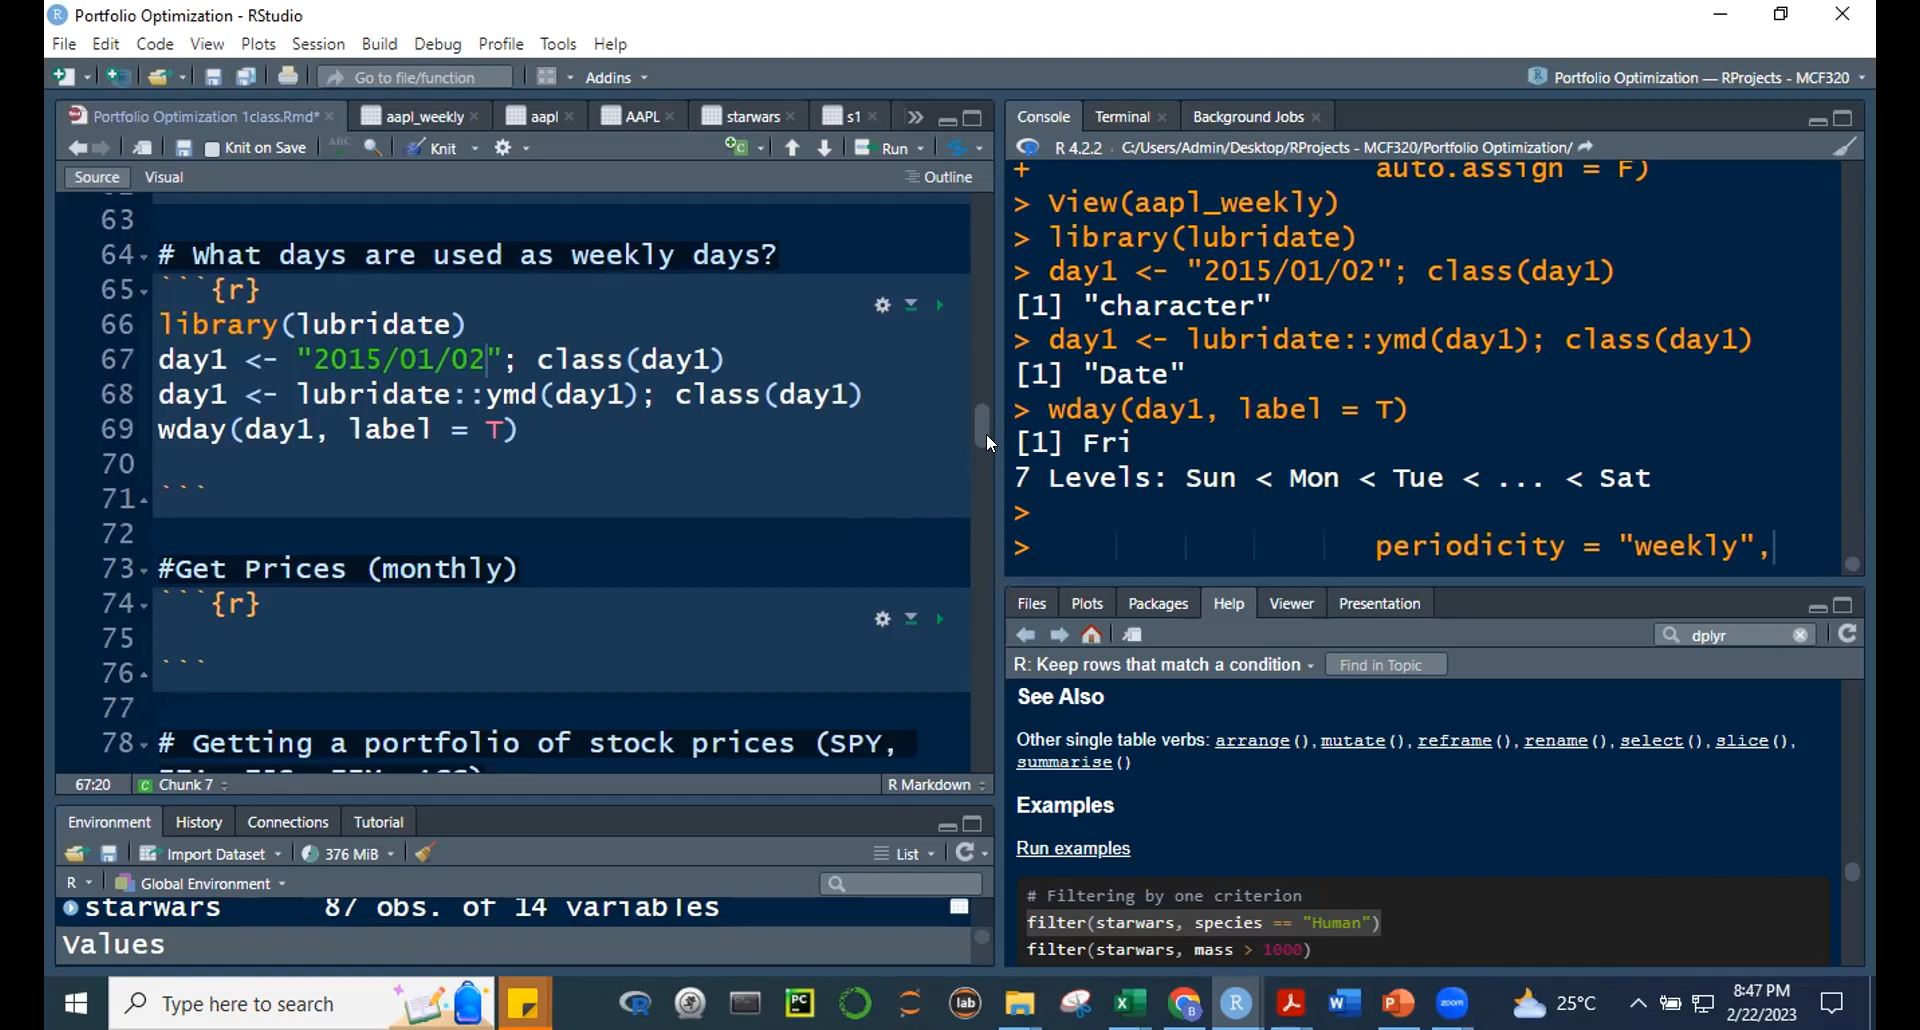 Portfolio Optimization - RStudio
File Edit Code View Plots Session Build Debug Profile Tools Help
Go to file/function Addins Portfolio Optimization — RProjects - MCF320
Portfolio Optimization 1class.Rmd* aapl_weekly aapl AAPL starwars s1
Knit on Save ABC Knit Run
Source Visual Outline
63
64 # What days are used as weekly days?
65 ```{r}
66 library(lubridate)
67 day1 <- "2015/01/02"; class(day1)
68 day1 <- lubridate::ymd(day1); class(day1)
69 wday(day1, label = T)
70
71 ```
72
73 #Get Prices (monthly)
74 ```{r}
75
76 ```
77
78 # Getting a portfolio of stock prices (SPY,
67:20 Chunk 7 R Markdown
Environment History Connections Tutorial
Import Dataset 376 MiB List
R Global Environment
starwars 87 obs. of 14 variables
Values
Console Terminal Background Jobs
R 4.2.2 . C:/Users/Admin/Desktop/RProjects - MCF320/Portfolio Optimization/
+ auto.assign = F)
> View(aapl_weekly)
> library(lubridate)
> day1 <- "2015/01/02"; class(day1)
[1] "character"
> day1 <- lubridate::ymd(day1); class(day1)
[1] "Date"
> wday(day1, label = T)
[1] Fri
7 Levels: Sun < Mon < Tue < ... < Sat
>
> periodicity = "weekly",
Files Plots Packages Help Viewer Presentation
dplyr
R: Keep rows that match a condition Find in Topic
See Also
Other single table verbs: arrange(), mutate(), reframe(), rename(), select(), slice(),
summarise()
Examples
Run examples
# Filtering by one criterion
filter(starwars, species == "Human")
filter(starwars, mass > 1000)
Type here to search PC lab zoom 25°C 8:47 PM
2/22/2023